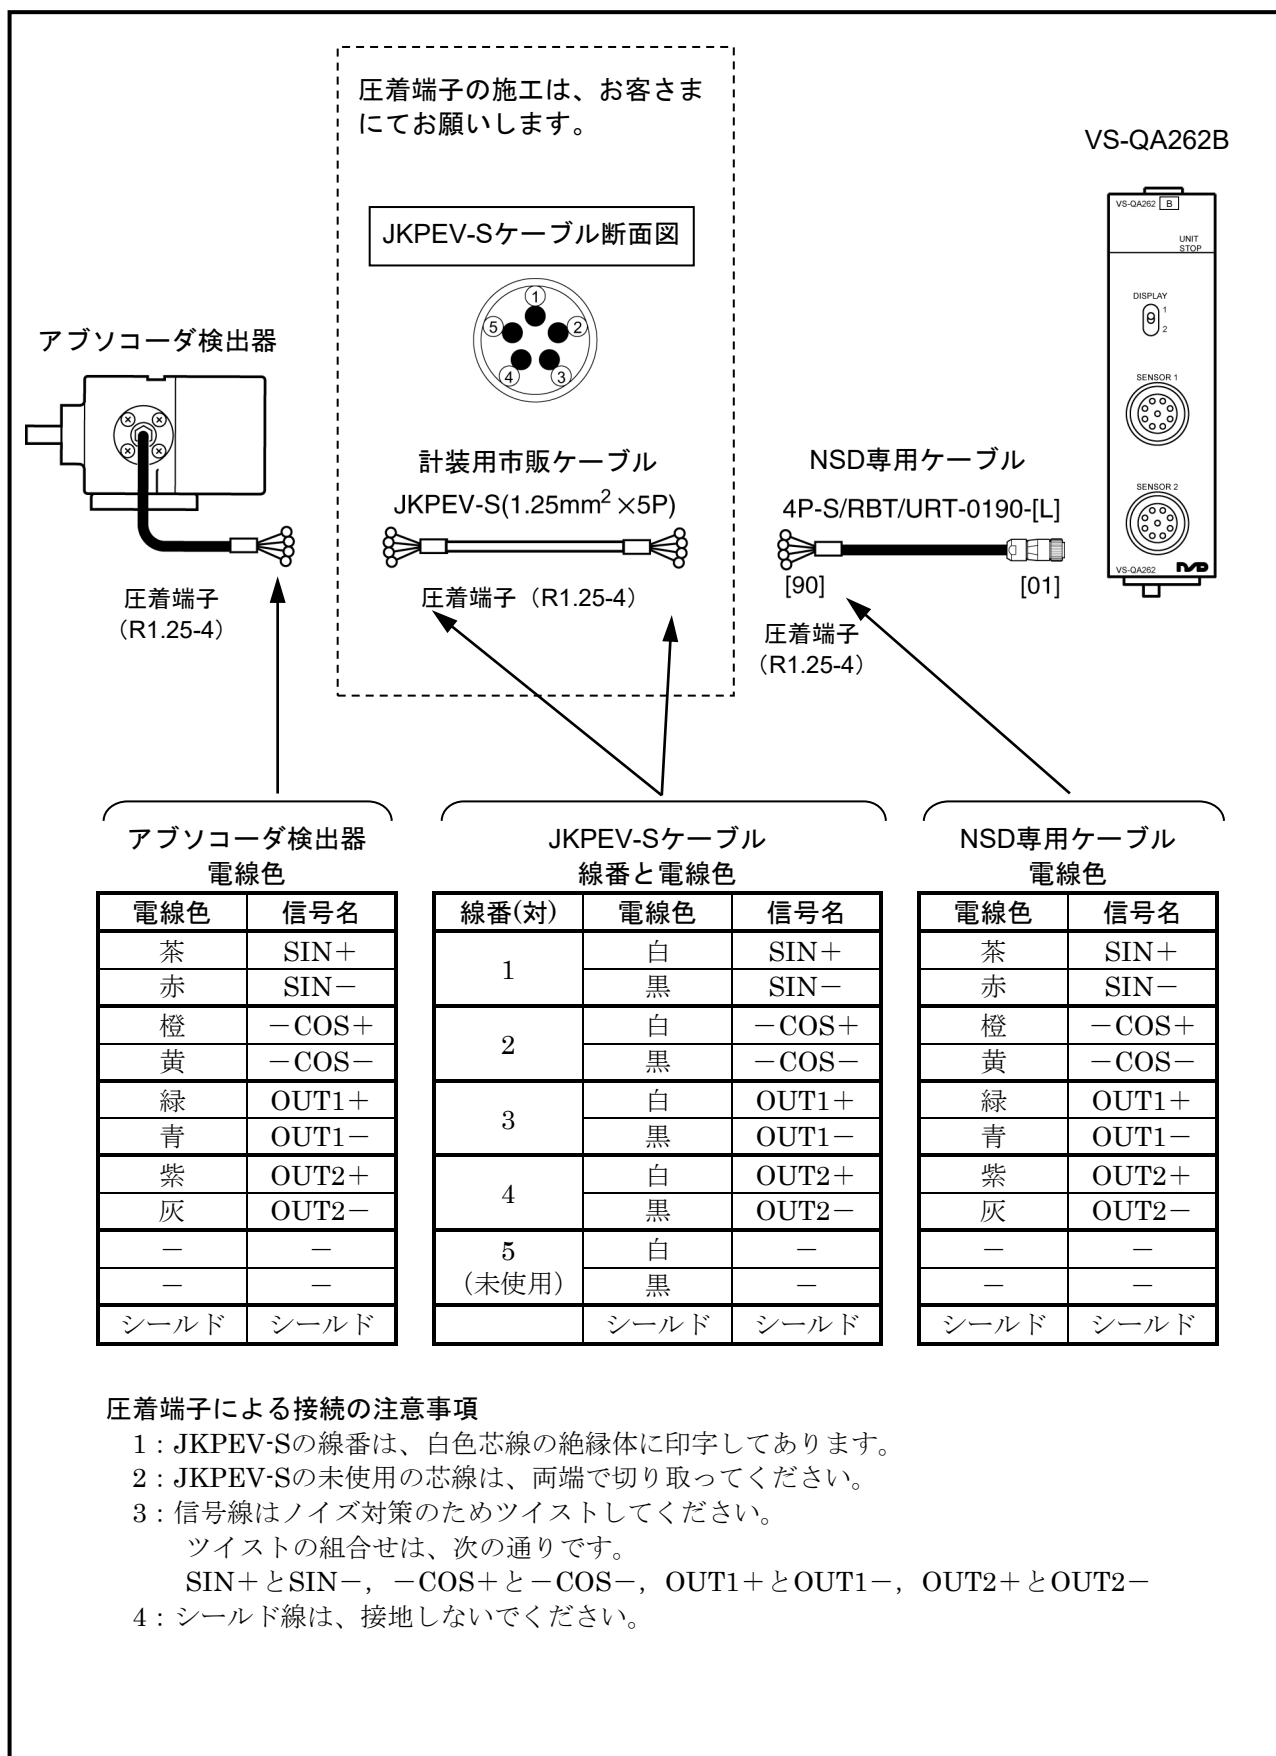 圧着端子の施工は、お客さま
にてお願いします。
VS-QA262B
JKPEV-Sケーブル断面図
1
2
3
4
5
VS-QA262 B
UNIT
STOP
DISPLAY
1
2
SENSOR 1
SENSOR 2
VS-QA262 NSD
アブソコーダ検出器
圧着端子
（R1.25-4）
計装用市販ケーブル
JKPEV-S(1.25mm²×5P)
圧着端子（R1.25-4）
NSD専用ケーブル
4P-S/RBT/URT-0190-[L]
[90] [01]
圧着端子
（R1.25-4）
アブソコーダ検出器
電線色
電線色 信号名
茶 SIN＋
赤 SIN－
橙 －COS＋
黄 －COS－
緑 OUT1＋
青 OUT1－
紫 OUT2＋
灰 OUT2－
－ －
－ －
シールド シールド
JKPEV-Sケーブル
線番と電線色
線番(対) 電線色 信号名
1 白 SIN＋
黒 SIN－
2 白 －COS＋
黒 －COS－
3 白 OUT1＋
黒 OUT1－
4 白 OUT2＋
黒 OUT2－
5 白 －
（未使用） 黒 －
シールド シールド
NSD専用ケーブル
電線色
電線色 信号名
茶 SIN＋
赤 SIN－
橙 －COS＋
黄 －COS－
緑 OUT1＋
青 OUT1－
紫 OUT2＋
灰 OUT2－
－ －
－ －
シールド シールド
圧着端子による接続の注意事項
1：JKPEV-Sの線番は、白色芯線の絶縁体に印字してあります。
2：JKPEV-Sの未使用の芯線は、両端で切り取ってください。
3：信号線はノイズ対策のためツイストしてください。
ツイストの組合せは、次の通りです。
SIN＋とSIN－，－COS＋と－COS－，OUT1＋とOUT1－，OUT2＋とOUT2－
4：シールド線は、接地しないでください。